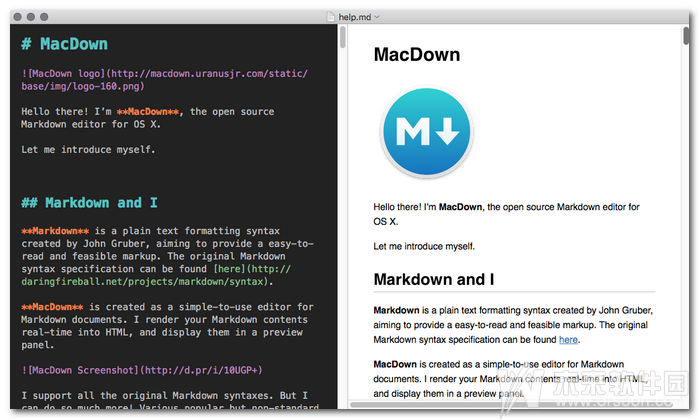 help.md
# MacDown
![MacDown logo](http://macdown.uranusjr.com/static/
base/img/logo-160.png)
Hello there! I'm **MacDown**, the open source
Markdown editor for OS X.
Let me introduce myself.
## Markdown and I
**Markdown** is a plain text formatting syntax
created by John Gruber, aiming to provide a easy-to-
read and feasible markup. The original Markdown
syntax specification can be found [here](http://
daringfireball.net/projects/markdown/syntax).
**MacDown** is created as a simple-to-use editor for
Markdown documents. I render your Markdown contents
real-time into HTML, and display them in a preview
panel.
![MacDown Screenshot](http://d.pr/i/10UGP+)
I support all the original Markdown syntaxes. But I
can do so much more! Various popular but non-standard
MacDown
M
Hello there! I'm MacDown, the open source Markdown editor for
OS X.
Let me introduce myself.
Markdown and I
Markdown is a plain text formatting syntax created by John Gruber,
aiming to provide a easy-to-read and feasible markup. The original
Markdown syntax specification can be found here.
MacDown is created as a simple-to-use editor for Markdown
documents. I render your Markdown contents real-time into HTML,
and display them in a preview panel.
未来软件园
www.orsoon.com